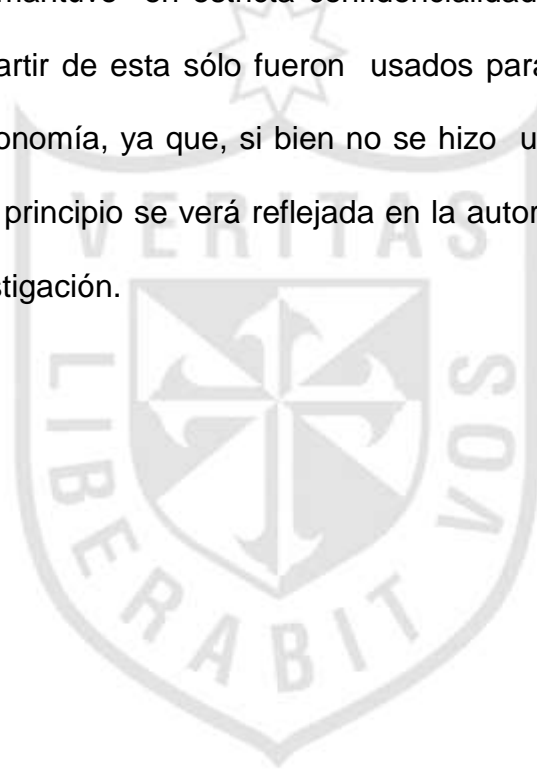 mantuvo en estricta confidencialidad
artir de esta sólo fueron usados para
onomía, ya que, si bien no se hizo u
principio se verá reflejada en la autor
stigación.
VERITAS
LIBERABIT
VOS